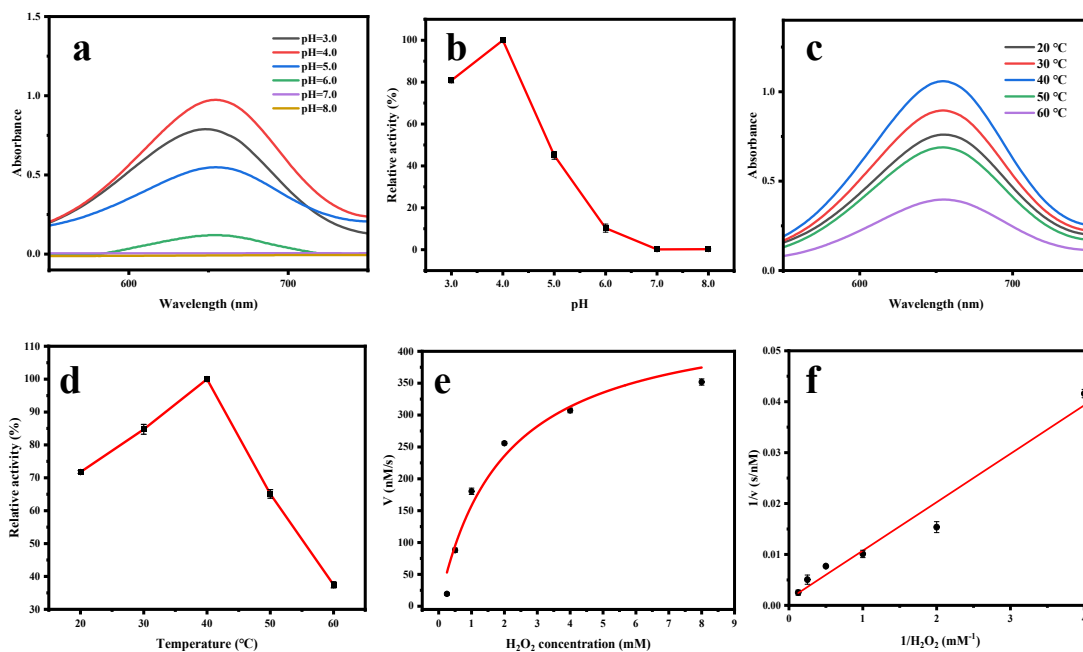 a
pH=3.0
pH=4.0
pH=5.0
pH=6.0
pH=7.0
pH=8.0
1.5
1.0
0.5
0.0
600
700
Absorbance
Wavelength (nm)
b
100
80
60
40
20
0
3.0
4.0
5.0
6.0
7.0
8.0
Relative activity (%)
pH
c
20 °C
30 °C
40 °C
50 °C
60 °C
1.0
0.5
0.0
600
700
Absorbance
Wavelength (nm)
d
110
100
90
80
70
60
50
40
30
20
30
40
50
60
Relative activity (%)
Temperature (°C)
e
400
350
300
250
200
150
100
50
0
0
1
2
3
4
5
6
7
8
9
V (nM/s)
H₂O₂ concentration (mM)
f
0.05
0.04
0.03
0.02
0.01
0.00
0
1
2
3
4
1/v (s/nM)
1/H₂O₂ (mM⁻¹)